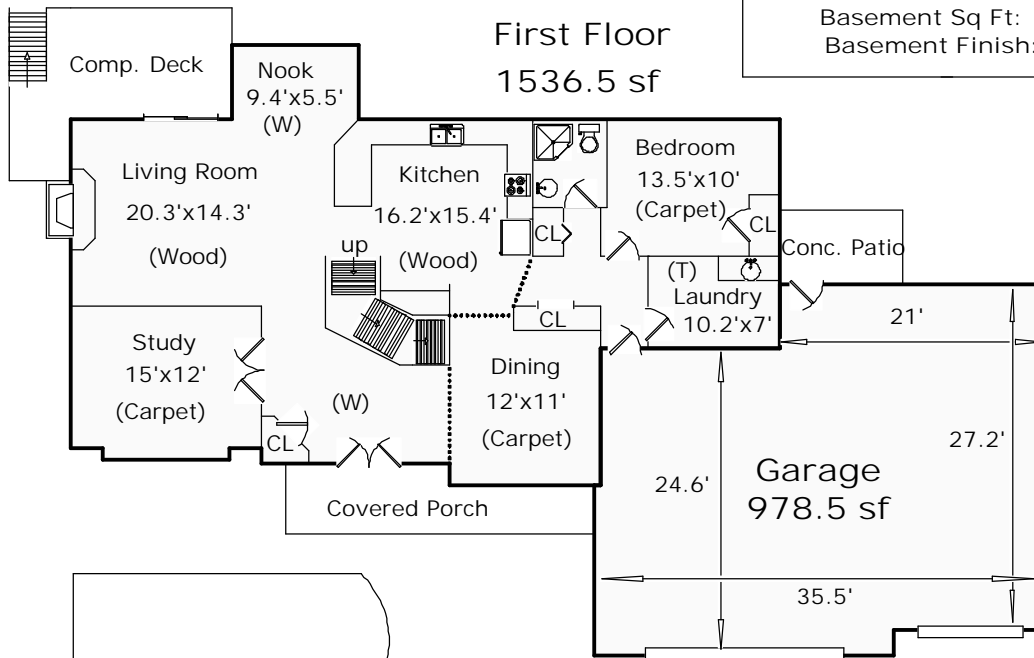 Basement Sq Ft:
Basement Finish:
First Floor
1536.5 sf
Comp. Deck
Nook
9.4'x5.5'
(W)
Living Room
20.3'x14.3'
(Wood)
Kitchen
16.2'x15.4'
(Wood)
Bedroom
13.5'x10'
(Carpet)
CL
CL
up
Conc. Patio
(T)
Laundry
10.2'x7'
CL
21'
Study
15'x12'
(Carpet)
Dining
12'x11'
(Carpet)
(W)
CL
27.2'
24.6'
Garage
978.5 sf
Covered Porch
35.5'